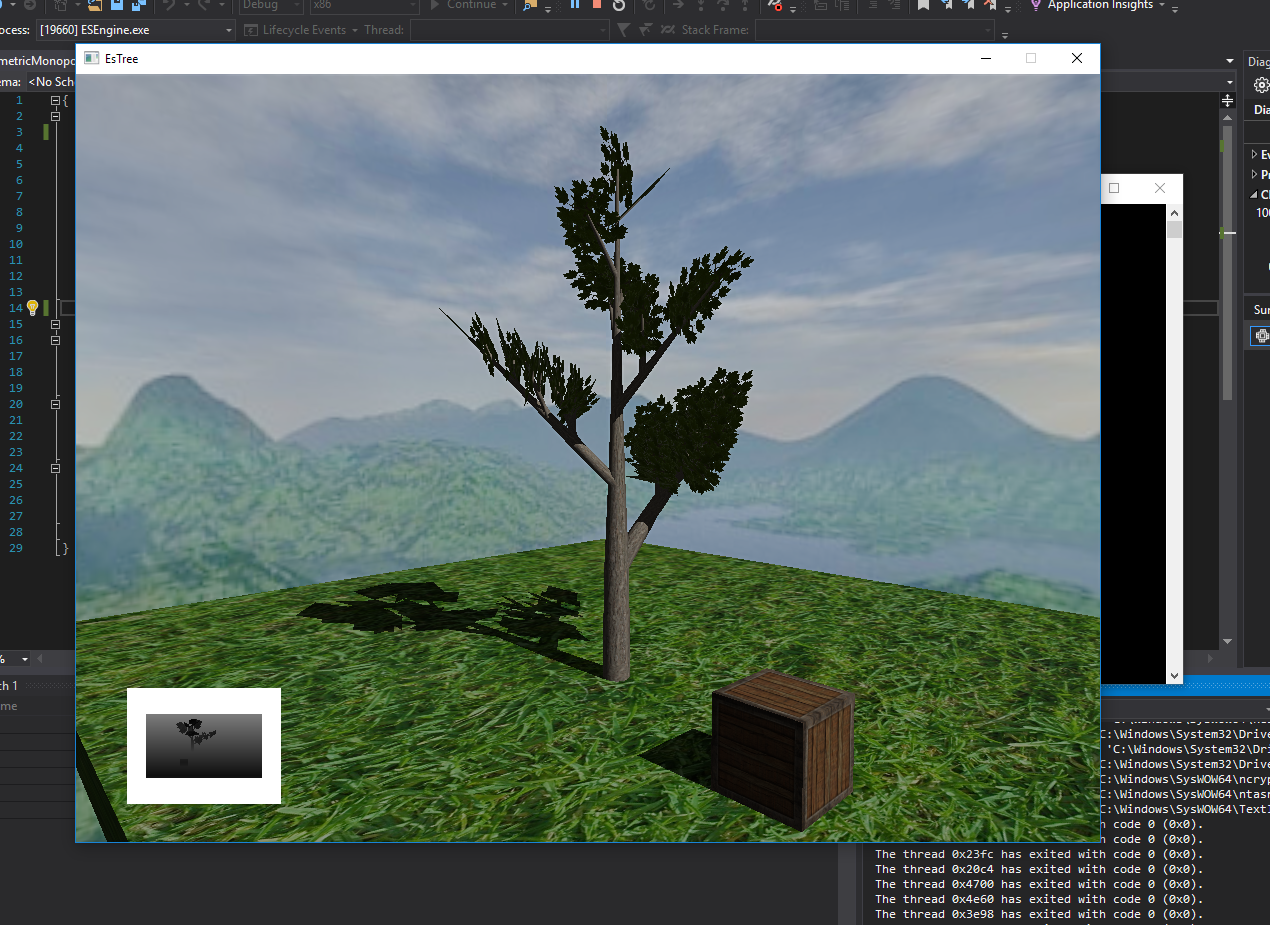 Debug
x86
Continue
Application Insights
ocess:
[19660] ESEngine.exe
Lifecycle Events
Thread:
Stack Frame:
metricMonopo
EsTree
Diag
ema:
<No Sch
1
{
2
3
4
5
6
7
8
9
10
11
12
13
14
15
16
17
18
19
20
21
22
23
24
25
26
27
28
29
}
Dia
Ev
Pr
100
Sur
%
ch 1
me
C:\Windows\System32\Drive
'C:\Windows\System32\Dri
C:\Windows\System32\Drive
C:\Windows\SysWOW64\ncryp
C:\Windows\SysWOW64\ntasn
C:\Windows\SysWOW64\TextI
h code 0 (0x0).
h code 0 (0x0).
The thread 0x23fc has exited with code 0 (0x0).
The thread 0x20c4 has exited with code 0 (0x0).
The thread 0x4700 has exited with code 0 (0x0).
The thread 0x4e60 has exited with code 0 (0x0).
The thread 0x3e98 has exited with code 0 (0x0).